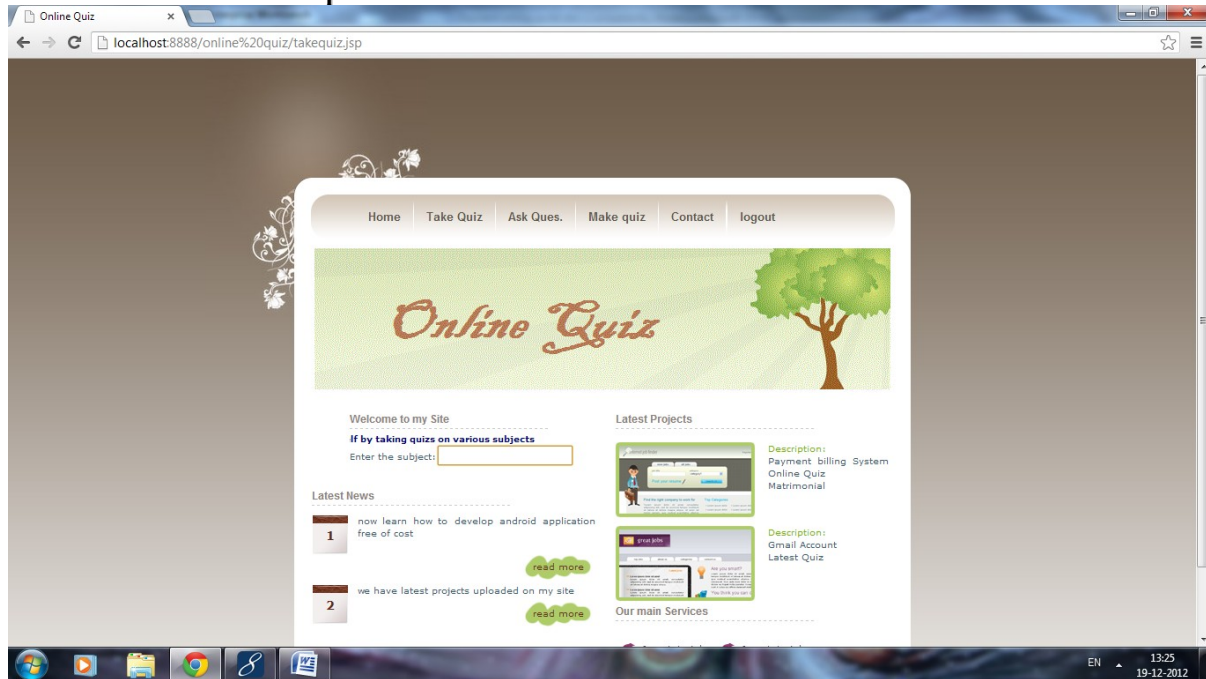 Online Quiz
localhost:8888/online%20quiz/takequiz.jsp
Home Take Quiz Ask Ques. Make quiz Contact logout
Online Quiz
Welcome to my Site
If by taking quizs on various subjects
Enter the subject:
Latest News
1
now learn how to develop android application
free of cost
read more
2
we have latest projects uploaded on my site
read more
Latest Projects
Description:
Payment billing System
Online Quiz
Matrimonial
great jobs
Description:
Gmail Account
Latest Quiz
Our main Services
EN
13:25
19-12-2012